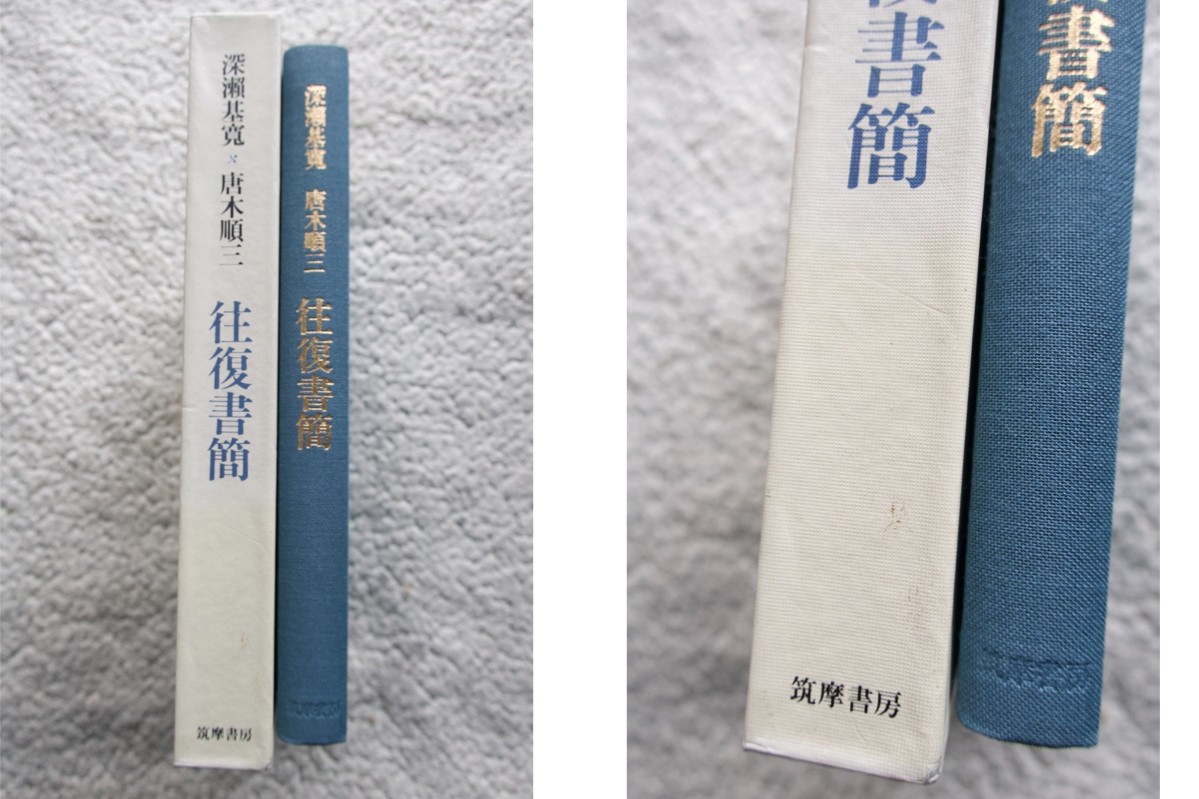 深瀬基寛 × 唐木順三 往復書簡
筑摩書房
深瀬基寛 唐木順三 往復書簡
復書簡
筑摩書房
書簡